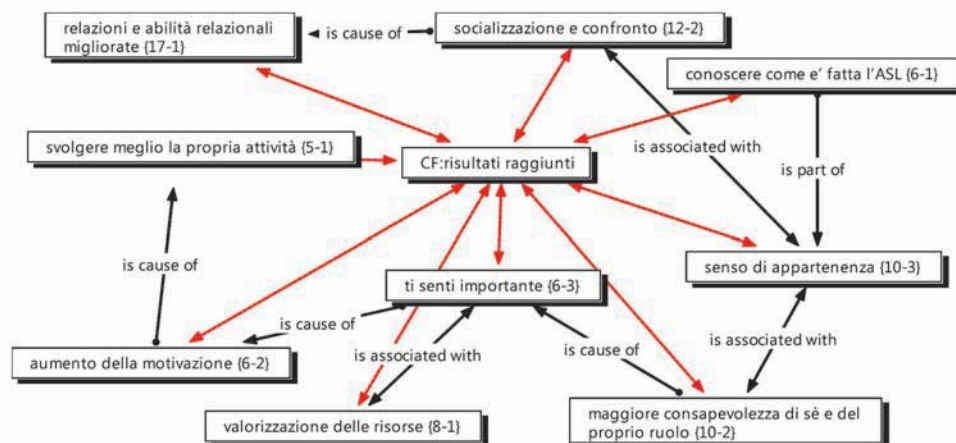 relazioni e abilità relazionali
migliorate {17-1}
is cause of
socializzazione e confronto {12-2}
conoscere come e' fatta l'ASL {6-1}
svolgere meglio la propria attività {5-1}
CF:risultati raggiunti
is associated with
is part of
is cause of
ti senti importante {6-3}
senso di appartenenza {10-3}
is cause of
aumento della motivazione {6-2}
is associated with
is cause of
is associated with
valorizzazione delle risorse {8-1}
maggiore consapevolezza di sè e del
proprio ruolo {10-2}